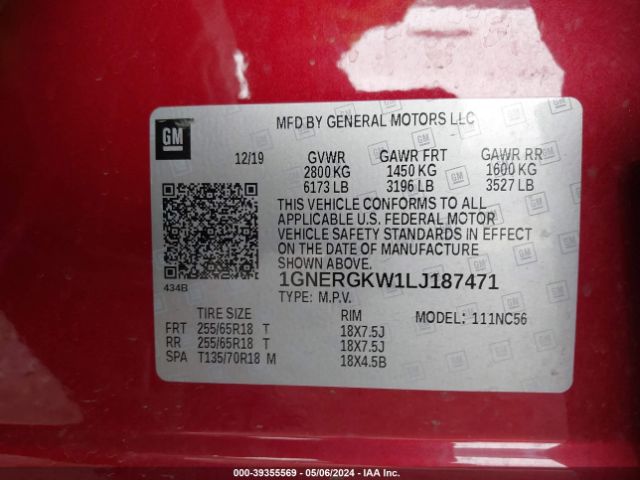 GM
MFD BY GENERAL MOTORS LLC
12/19 GVWR GAWR FRT GAWR RR
2800 KG 1450 KG 1600 KG
6173 LB 3196 LB 3527 LB
THIS VEHICLE CONFORMS TO ALL
APPLICABLE U.S. FEDERAL MOTOR
VEHICLE SAFETY STANDARDS IN EFFECT
ON THE DATE OF MANUFACTURE
SHOWN ABOVE.
434B
1GNERGKW1LJ187471
TYPE: M.P.V.
TIRE SIZE RIM MODEL: 111NC56
FRT 255/65R18 T 18X7.5J
RR 255/65R18 T 18X7.5J
SPA T135/70R18 M 18X4.5B
000-39355569 - 05/06/2024 - IAA Inc.